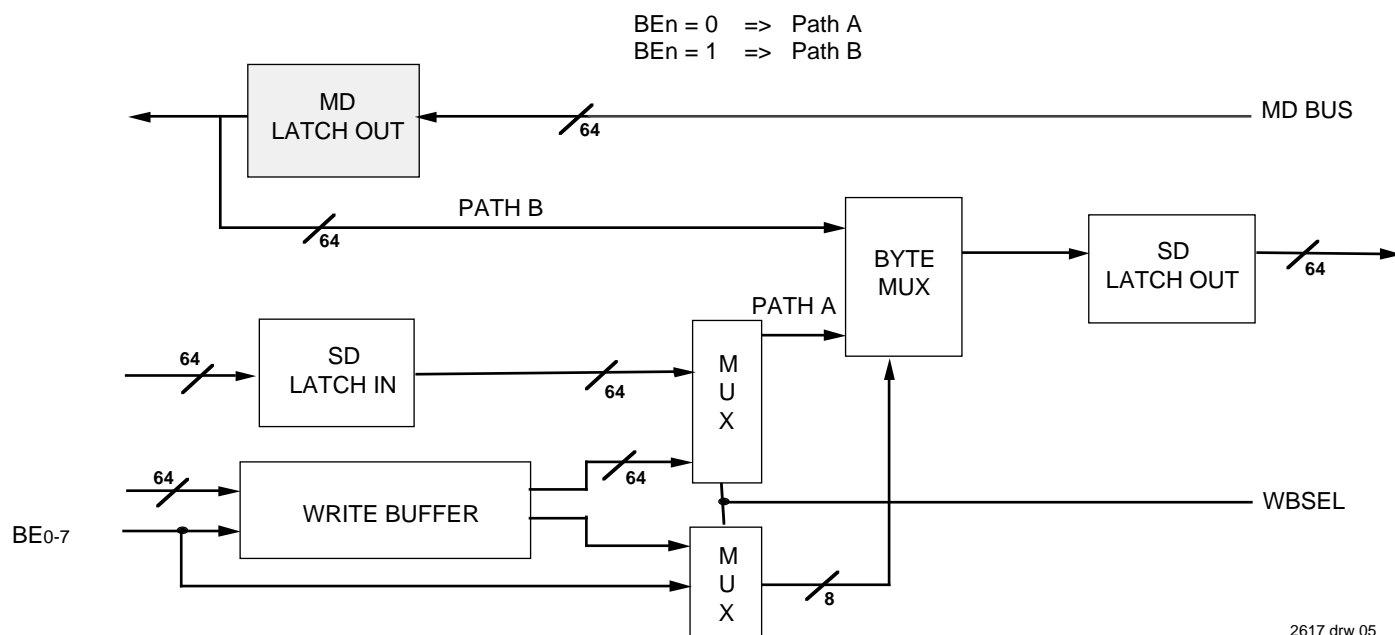 BEn = 0 => Path A
BEn = 1 => Path B
MD
LATCH OUT
64
MD BUS
PATH B
64
BYTE
MUX
SD
LATCH OUT
64
PATH A
64
SD
LATCH IN
64
M
U
X
64
WRITE BUFFER
64
WBSEL
BE0-7
M
U
X
8
2617 drw 05